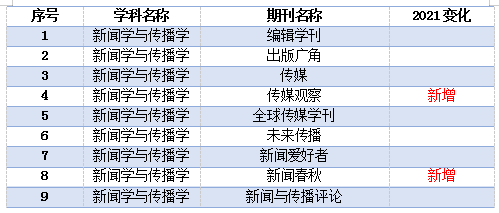 序号 学科名称 期刊名称 2021 变化
1 新闻学与传播学 编辑学刊
2 新闻学与传播学 出版广角
3 新闻学与传播学 传媒
4 新闻学与传播学 传媒观察 新增
5 新闻学与传播学 全球传媒学刊
6 新闻学与传播学 未来传播
7 新闻学与传播学 新闻爱好者
8 新闻学与传播学 新闻春秋 新增
9 新闻学与传播学 新闻与传播评论